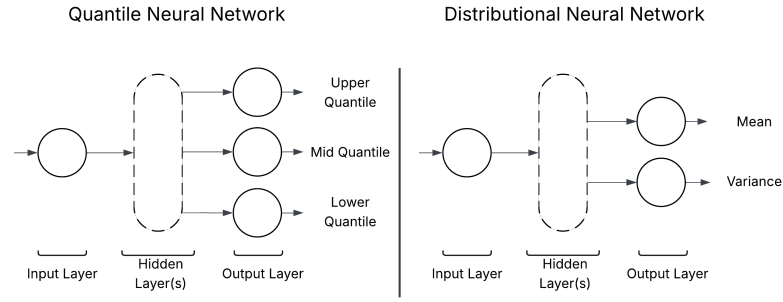 Quantile Neural Network
Upper
Quantile
Mid Quantile
Lower
Quantile
Input Layer
Hidden
Layer(s)
Output Layer
Distributional Neural Network
Mean
Variance
Input Layer
Hidden
Layer(s)
Output Layer